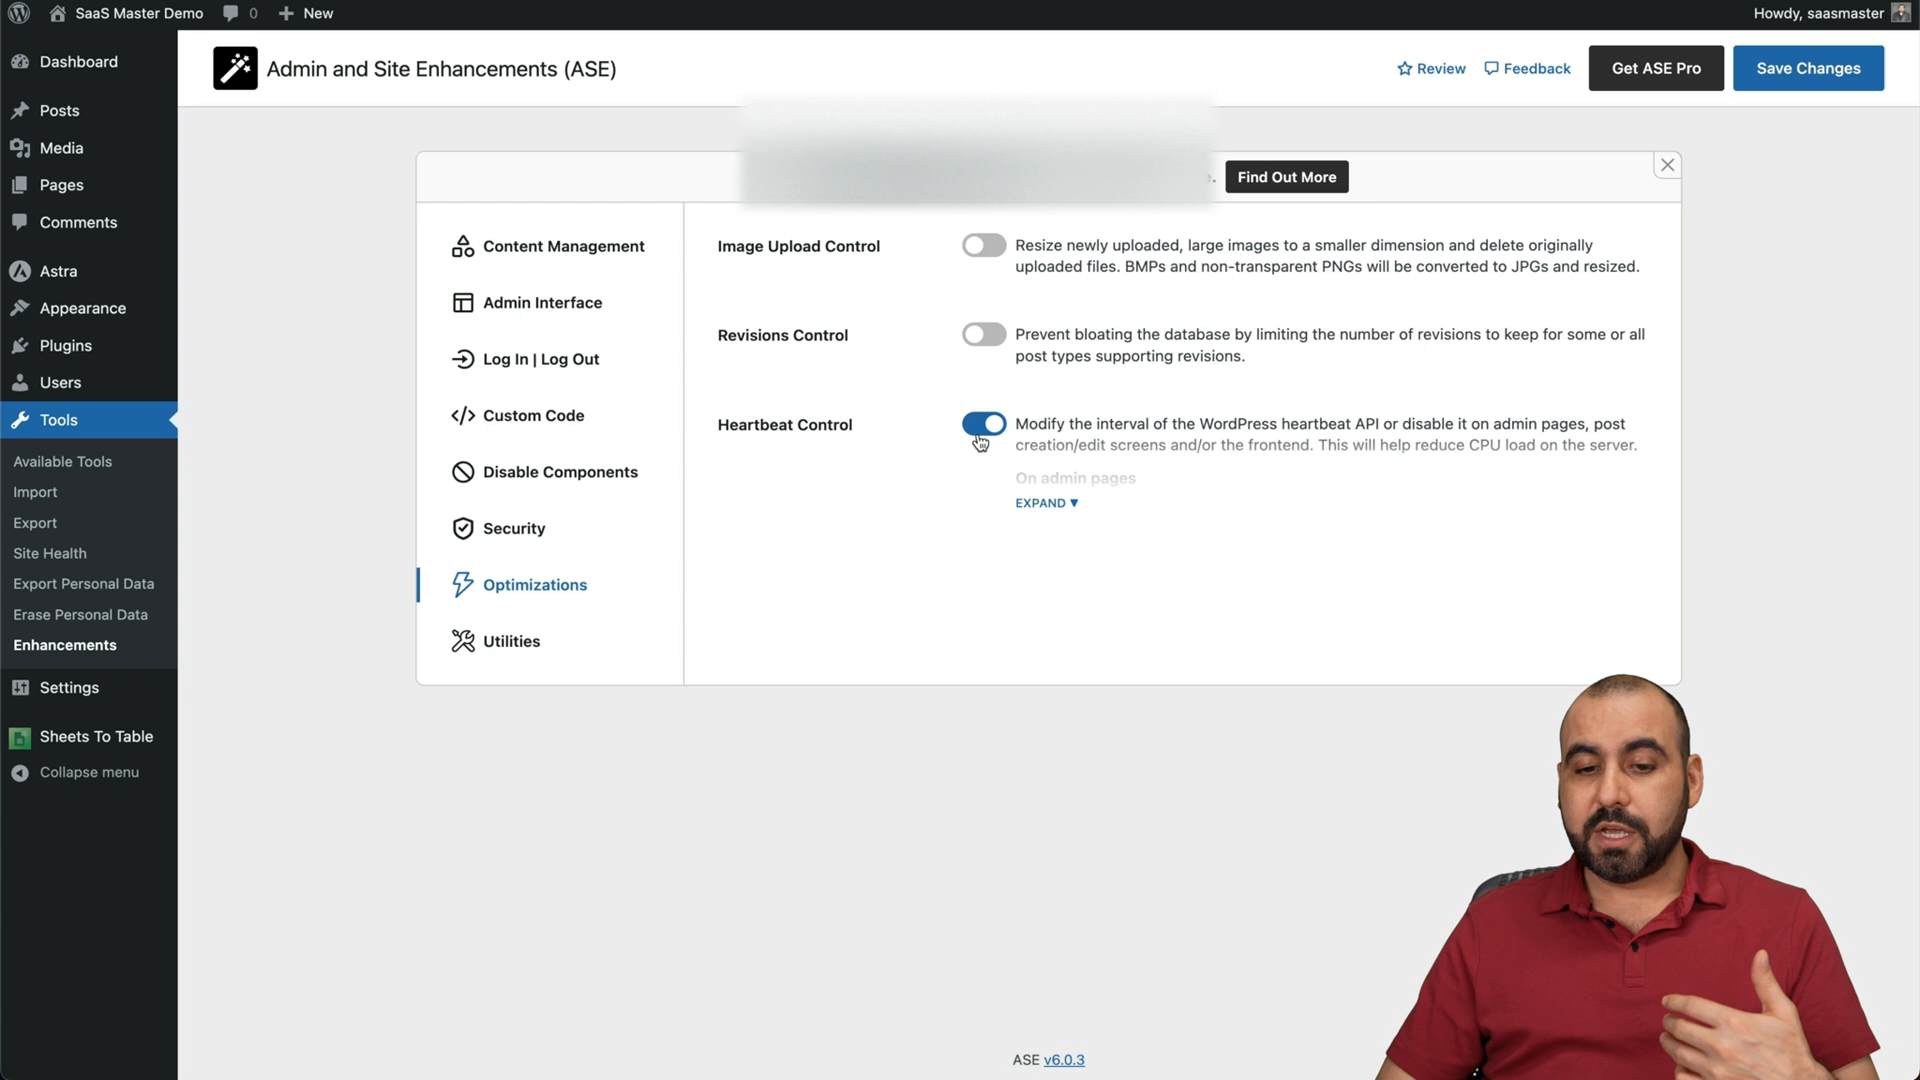 SaaS Master Demo 0 New Howdy, saasmaster
Dashboard
Posts
Media
Pages
Comments
Astra
Appearance
Plugins
Users
Tools
Available Tools
Import
Export
Site Health
Export Personal Data
Erase Personal Data
Enhancements
Settings
Sheets To Table
Collapse menu
Admin and Site Enhancements (ASE)
Review Feedback Get ASE Pro Save Changes
Find Out More
Content Management
Admin Interface
Log In | Log Out
Custom Code
Disable Components
Security
Optimizations
Utilities
Image Upload Control
Resize newly uploaded, large images to a smaller dimension and delete originally
uploaded files. BMPs and non-transparent PNGs will be converted to JPGs and resized.
Revisions Control
Prevent bloating the database by limiting the number of revisions to keep for some or all
post types supporting revisions.
Heartbeat Control
Modify the interval of the WordPress heartbeat API or disable it on admin pages, post
creation/edit screens and/or the frontend. This will help reduce CPU load on the server.
On admin pages
EXPAND ▼
ASE v6.0.3